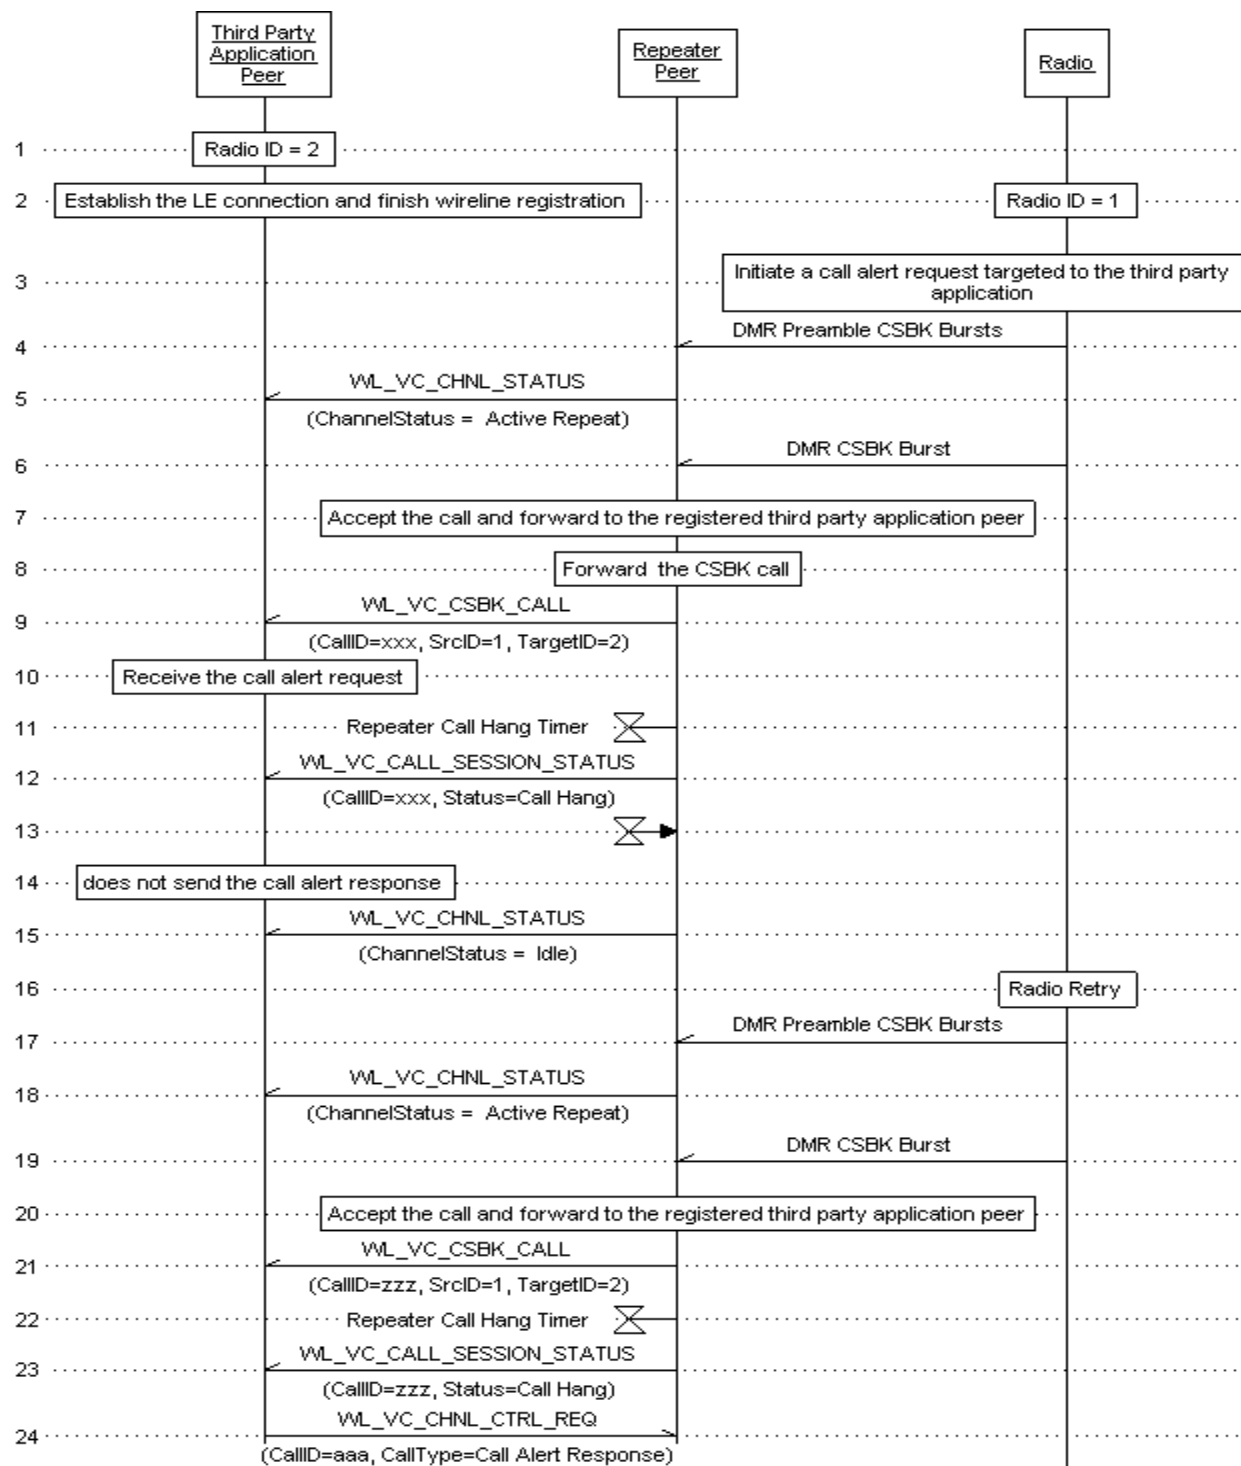 Third Party
Application
Peer
Repeater
Peer
Radio
1
Radio ID = 2
2
Establish the LE connection and finish wireline registration
Radio ID = 1
3
Initiate a call alert request targeted to the third party
application
4
DMR Preamble CSBK Bursts
5
WL_VC_CHNL_STATUS
(ChannelStatus = Active Repeat)
6
DMR CSBK Burst
7
Accept the call and forward to the registered third party application peer
8
Forward the CSBK call
9
WL_VC_CSBK_CALL
(CallID=xxx, SrcID=1, TargetID=2)
10
Receive the call alert request
11
Repeater Call Hang Timer
12
WL_VC_CALL_SESSION_STATUS
(CallID=xxx, Status=Call Hang)
13
14
does not send the call alert response
15
WL_VC_CHNL_STATUS
(ChannelStatus = Idle)
16
Radio Retry
17
DMR Preamble CSBK Bursts
18
WL_VC_CHNL_STATUS
(ChannelStatus = Active Repeat)
19
DMR CSBK Burst
20
Accept the call and forward to the registered third party application peer
21
WL_VC_CSBK_CALL
(CallID=zzz, SrcID=1, TargetID=2)
22
Repeater Call Hang Timer
23
WL_VC_CALL_SESSION_STATUS
(CallID=zzz, Status=Call Hang)
24
WL_VC_CHNL_CTRL_REQ
(CallID=aaa, CallType=Call Alert Response)